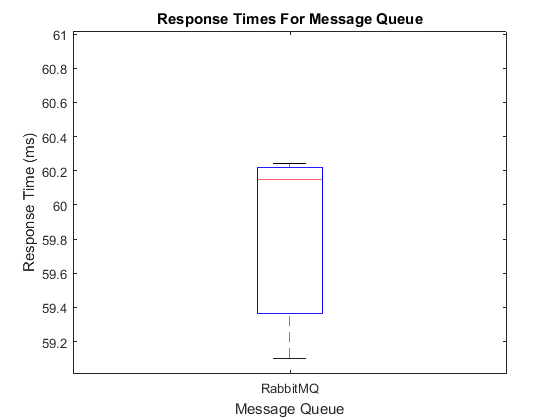 Response Times For Message Queue
Response Time (ms)
61
60.8
60.6
60.4
60.2
60
59.8
59.6
59.4
59.2
RabbitMQ
Message Queue